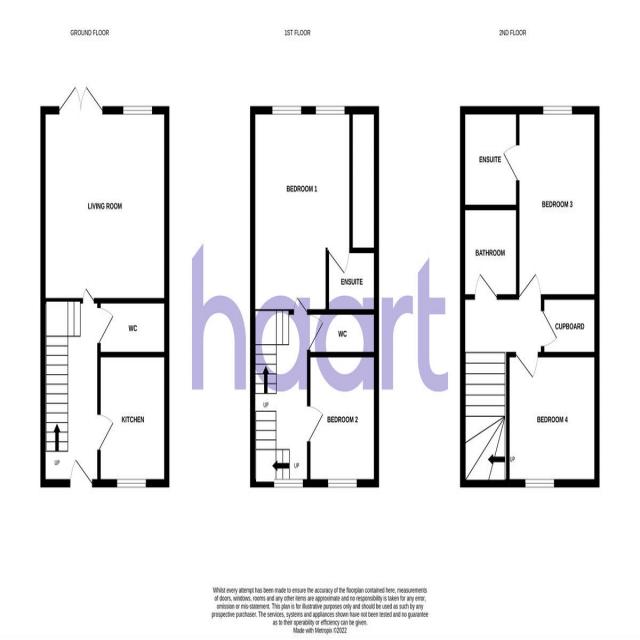 GROUND FLOOR
1ST FLOOR
2ND FLOOR
LIVING ROOM
WC
KITCHEN
UP
BEDROOM 1
ENSUITE
WC
BEDROOM 2
UP
UP
ENSUITE
BEDROOM 3
BATHROOM
CUPBOARD
BEDROOM 4
UP
haart
Whilst every attempt has been made to ensure the accuracy of the floorplan contained here, measurements
of doors, windows, rooms and any other items are approximate and no responsibility is taken for any error,
omission or mis-statement. This plan is for illustrative purposes only and should be used as such by any
prospective purchaser. The services, systems and appliances shown have not been tested and no guarantee
as to their operability or efficiency can be given.
Made with Metropix ©2022